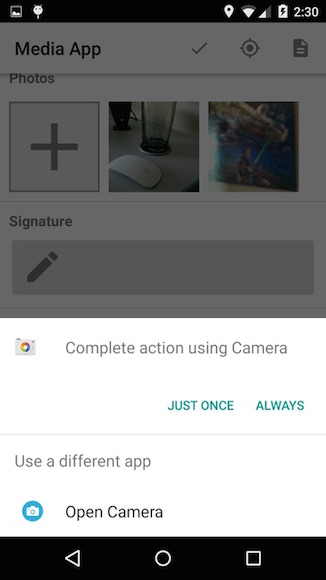 2:30
Media App
Photos
Signature
Complete action using Camera
JUST ONCE ALWAYS
Use a different app
Open Camera